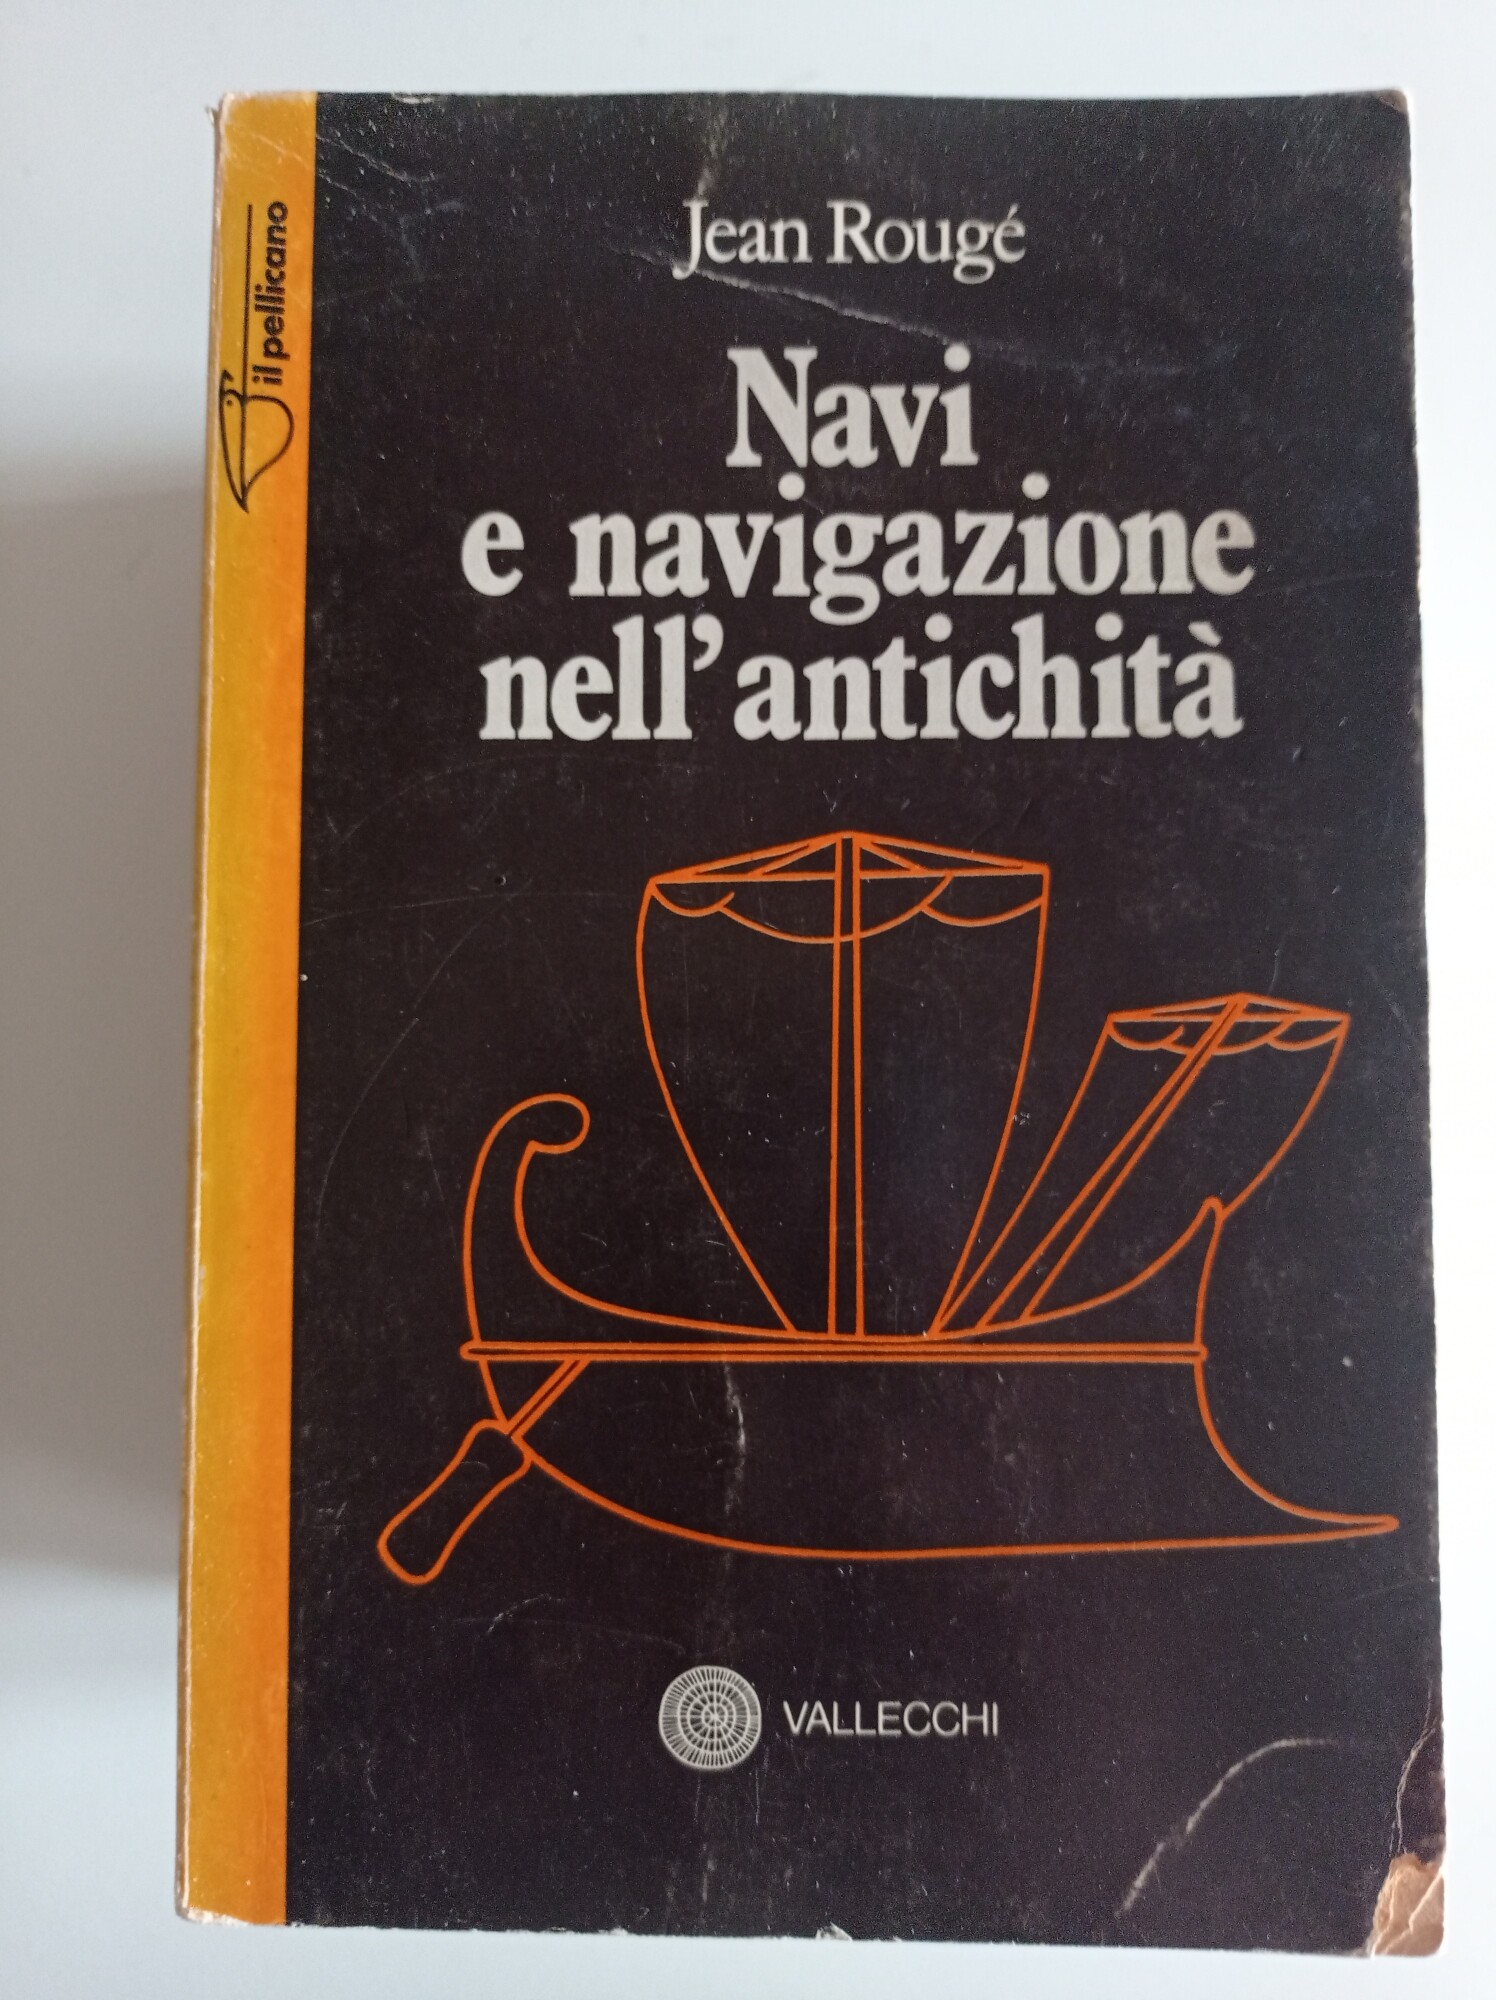 il pellicano
Jean Rougé
Navi
e navigazione
nell'antichità
VALLECCHI